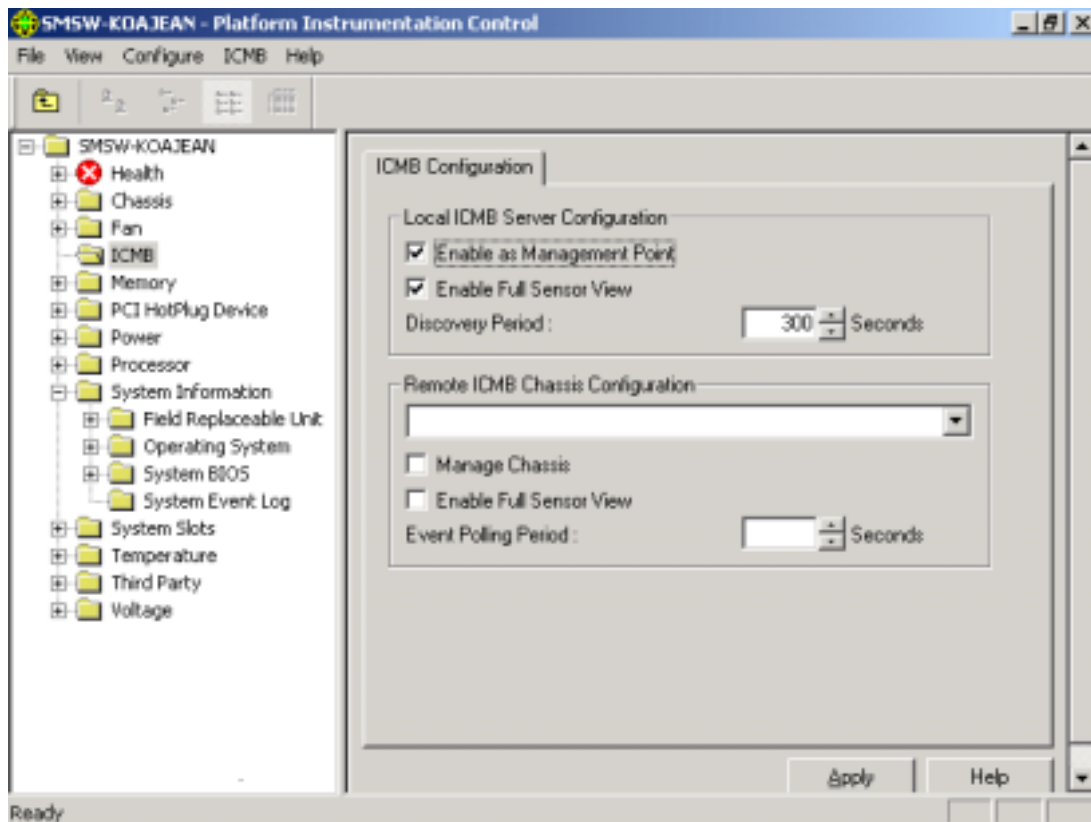 SMSW-KOAJEAN - Platform Instrumentation Control
File View Configure ICMB Help
SMSW-KOAJEAN
Health
Chassis
Fan
ICMB
Memory
PCI HotPlug Device
Power
Processor
System Information
Field Replaceable Unit
Operating System
System BIOS
System Event Log
System Slots
Temperature
Third Party
Voltage
ICMB Configuration
Local ICMB Server Configuration
Enable as Management Point
Enable Full Sensor View
Discovery Period : 300 Seconds
Remote ICMB Chassis Configuration
Manage Chassis
Enable Full Sensor View
Event Polling Period : Seconds
Apply Help
Ready